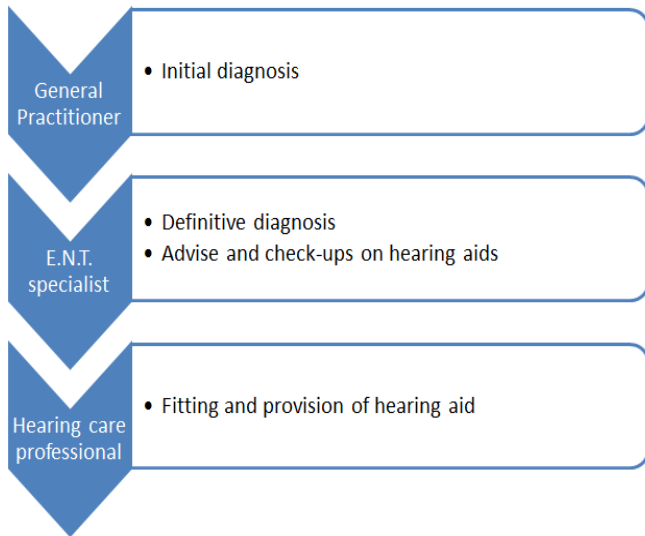 General
Practitioner
• Initial diagnosis
E.N.T.
specialist
• Definitive diagnosis
• Advise and check-ups on hearing aids
Hearing care
professional
• Fitting and provision of hearing aid